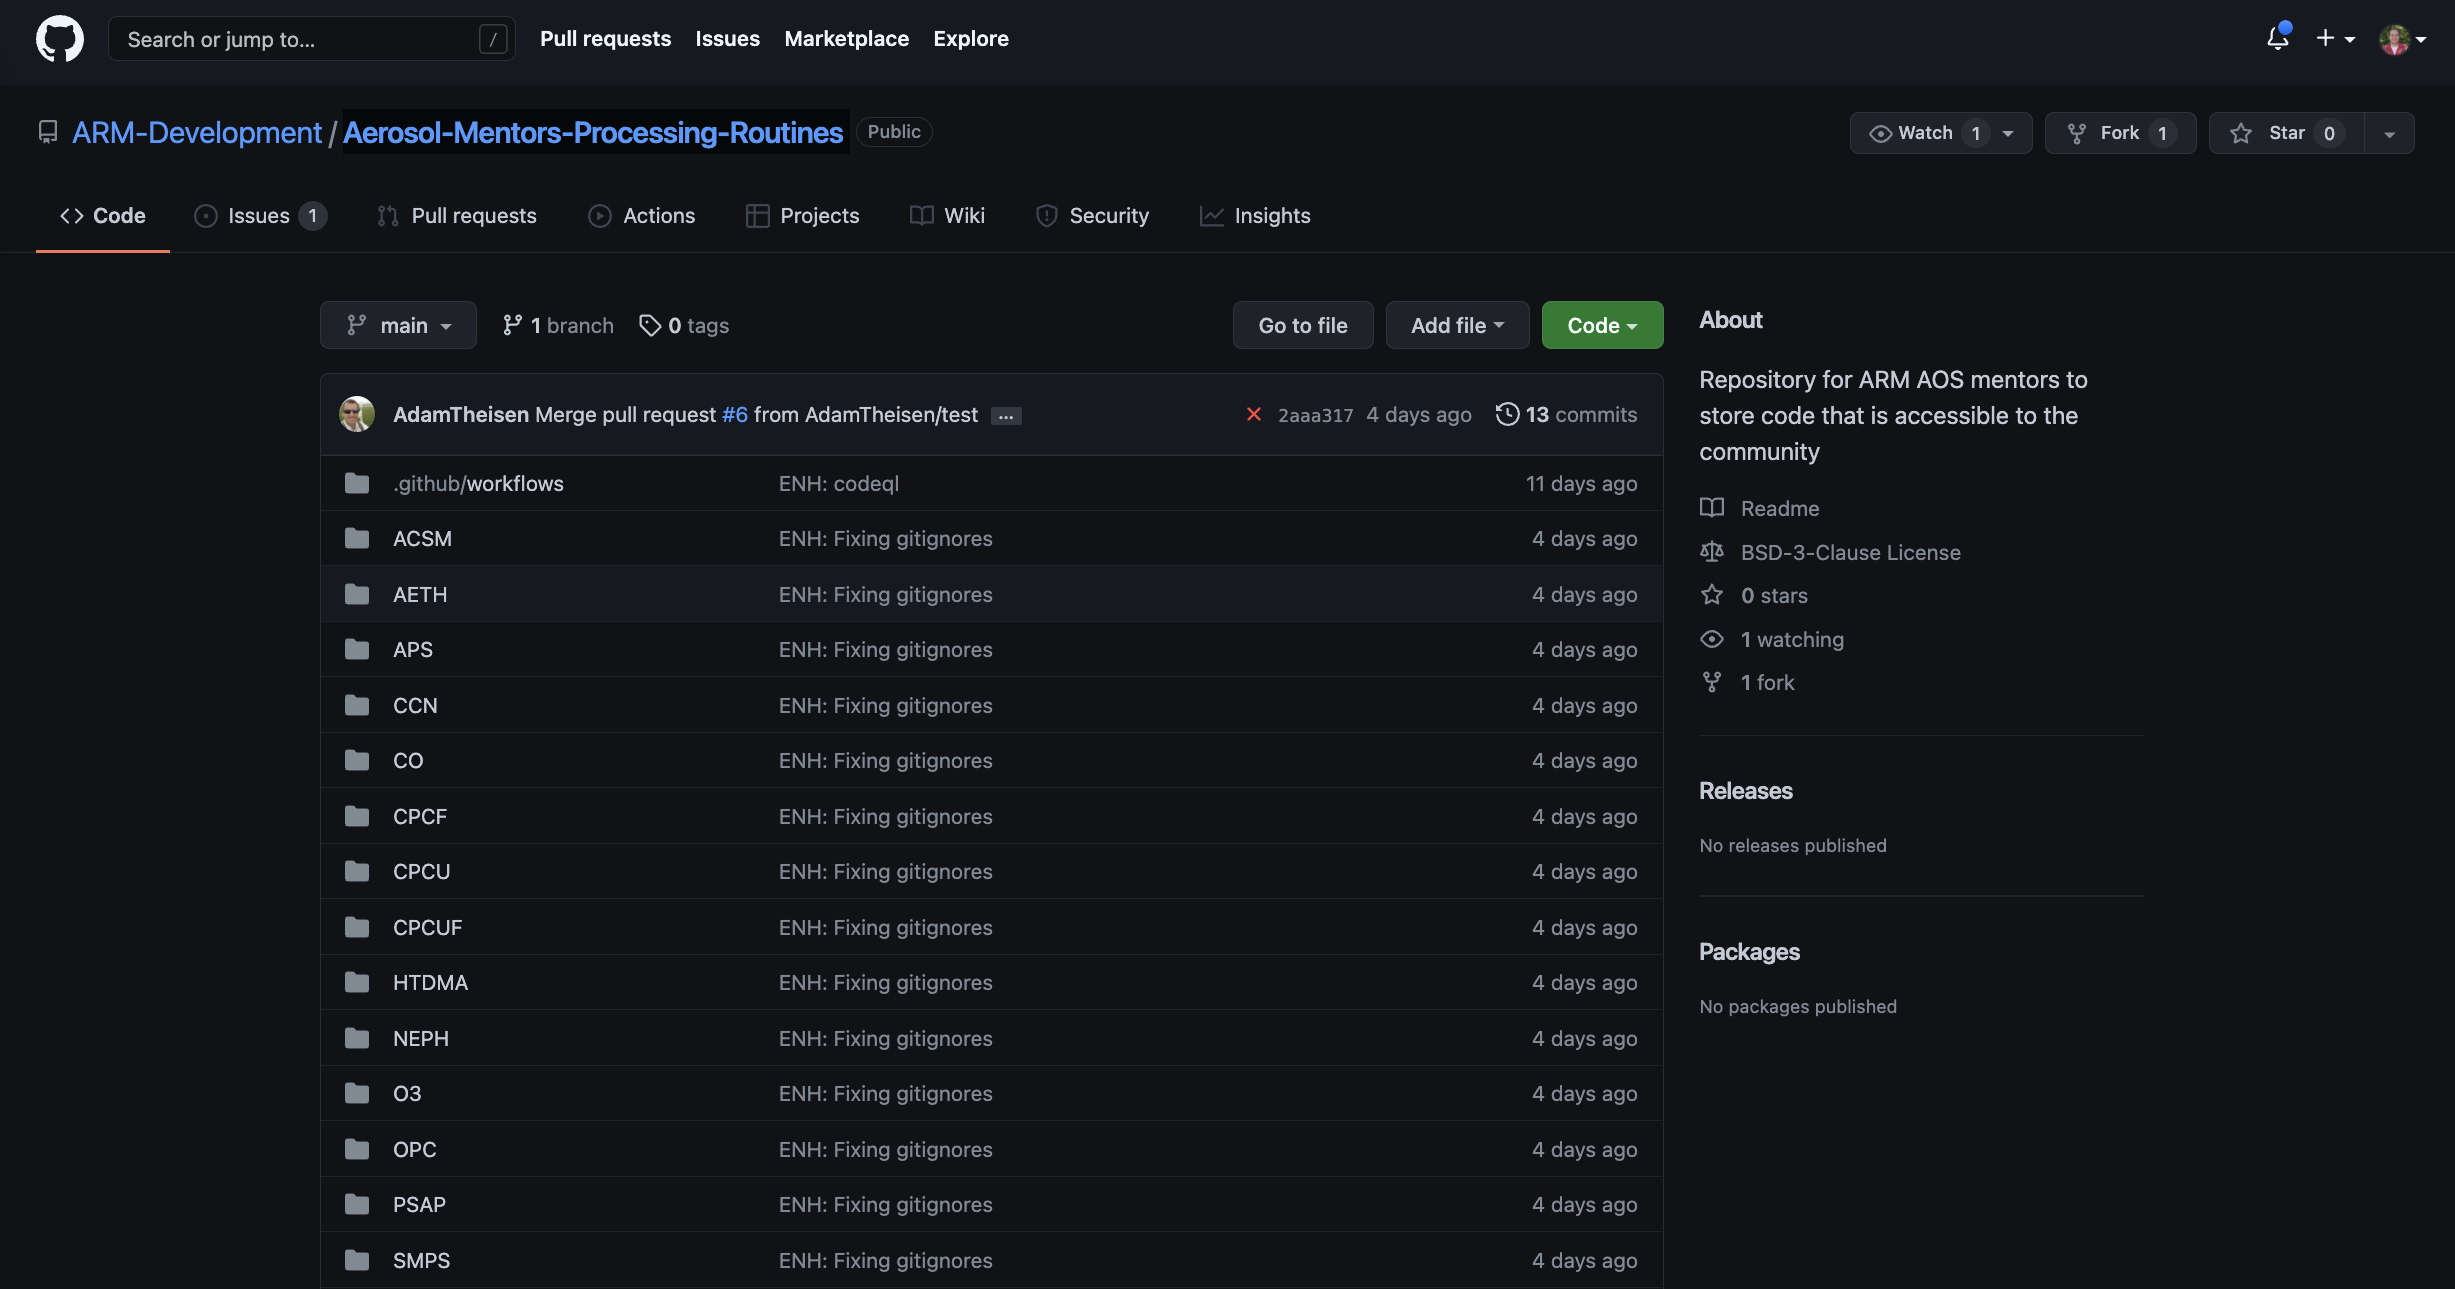 Search or jump to... /
Pull requests Issues Marketplace Explore
ARM-Development / Aerosol-Mentors-Processing-Routines Public
Watch 1 Fork 1 Star 0
Code Issues 1 Pull requests Actions Projects Wiki Security Insights
main 1 branch 0 tags Go to file Add file Code
AdamTheisen Merge pull request #6 from AdamTheisen/test ... 2aaa317 4 days ago 13 commits
.github/workflows ENH: codeql 11 days ago
ACSM ENH: Fixing gitignores 4 days ago
AETH ENH: Fixing gitignores 4 days ago
APS ENH: Fixing gitignores 4 days ago
CCN ENH: Fixing gitignores 4 days ago
CO ENH: Fixing gitignores 4 days ago
CPCF ENH: Fixing gitignores 4 days ago
CPCU ENH: Fixing gitignores 4 days ago
CPCUF ENH: Fixing gitignores 4 days ago
HTDMA ENH: Fixing gitignores 4 days ago
NEPH ENH: Fixing gitignores 4 days ago
O3 ENH: Fixing gitignores 4 days ago
OPC ENH: Fixing gitignores 4 days ago
PSAP ENH: Fixing gitignores 4 days ago
SMPS ENH: Fixing gitignores 4 days ago
About
Repository for ARM AOS mentors to
store code that is accessible to the
community
Readme
BSD-3-Clause License
0 stars
1 watching
1 fork
Releases
No releases published
Packages
No packages published